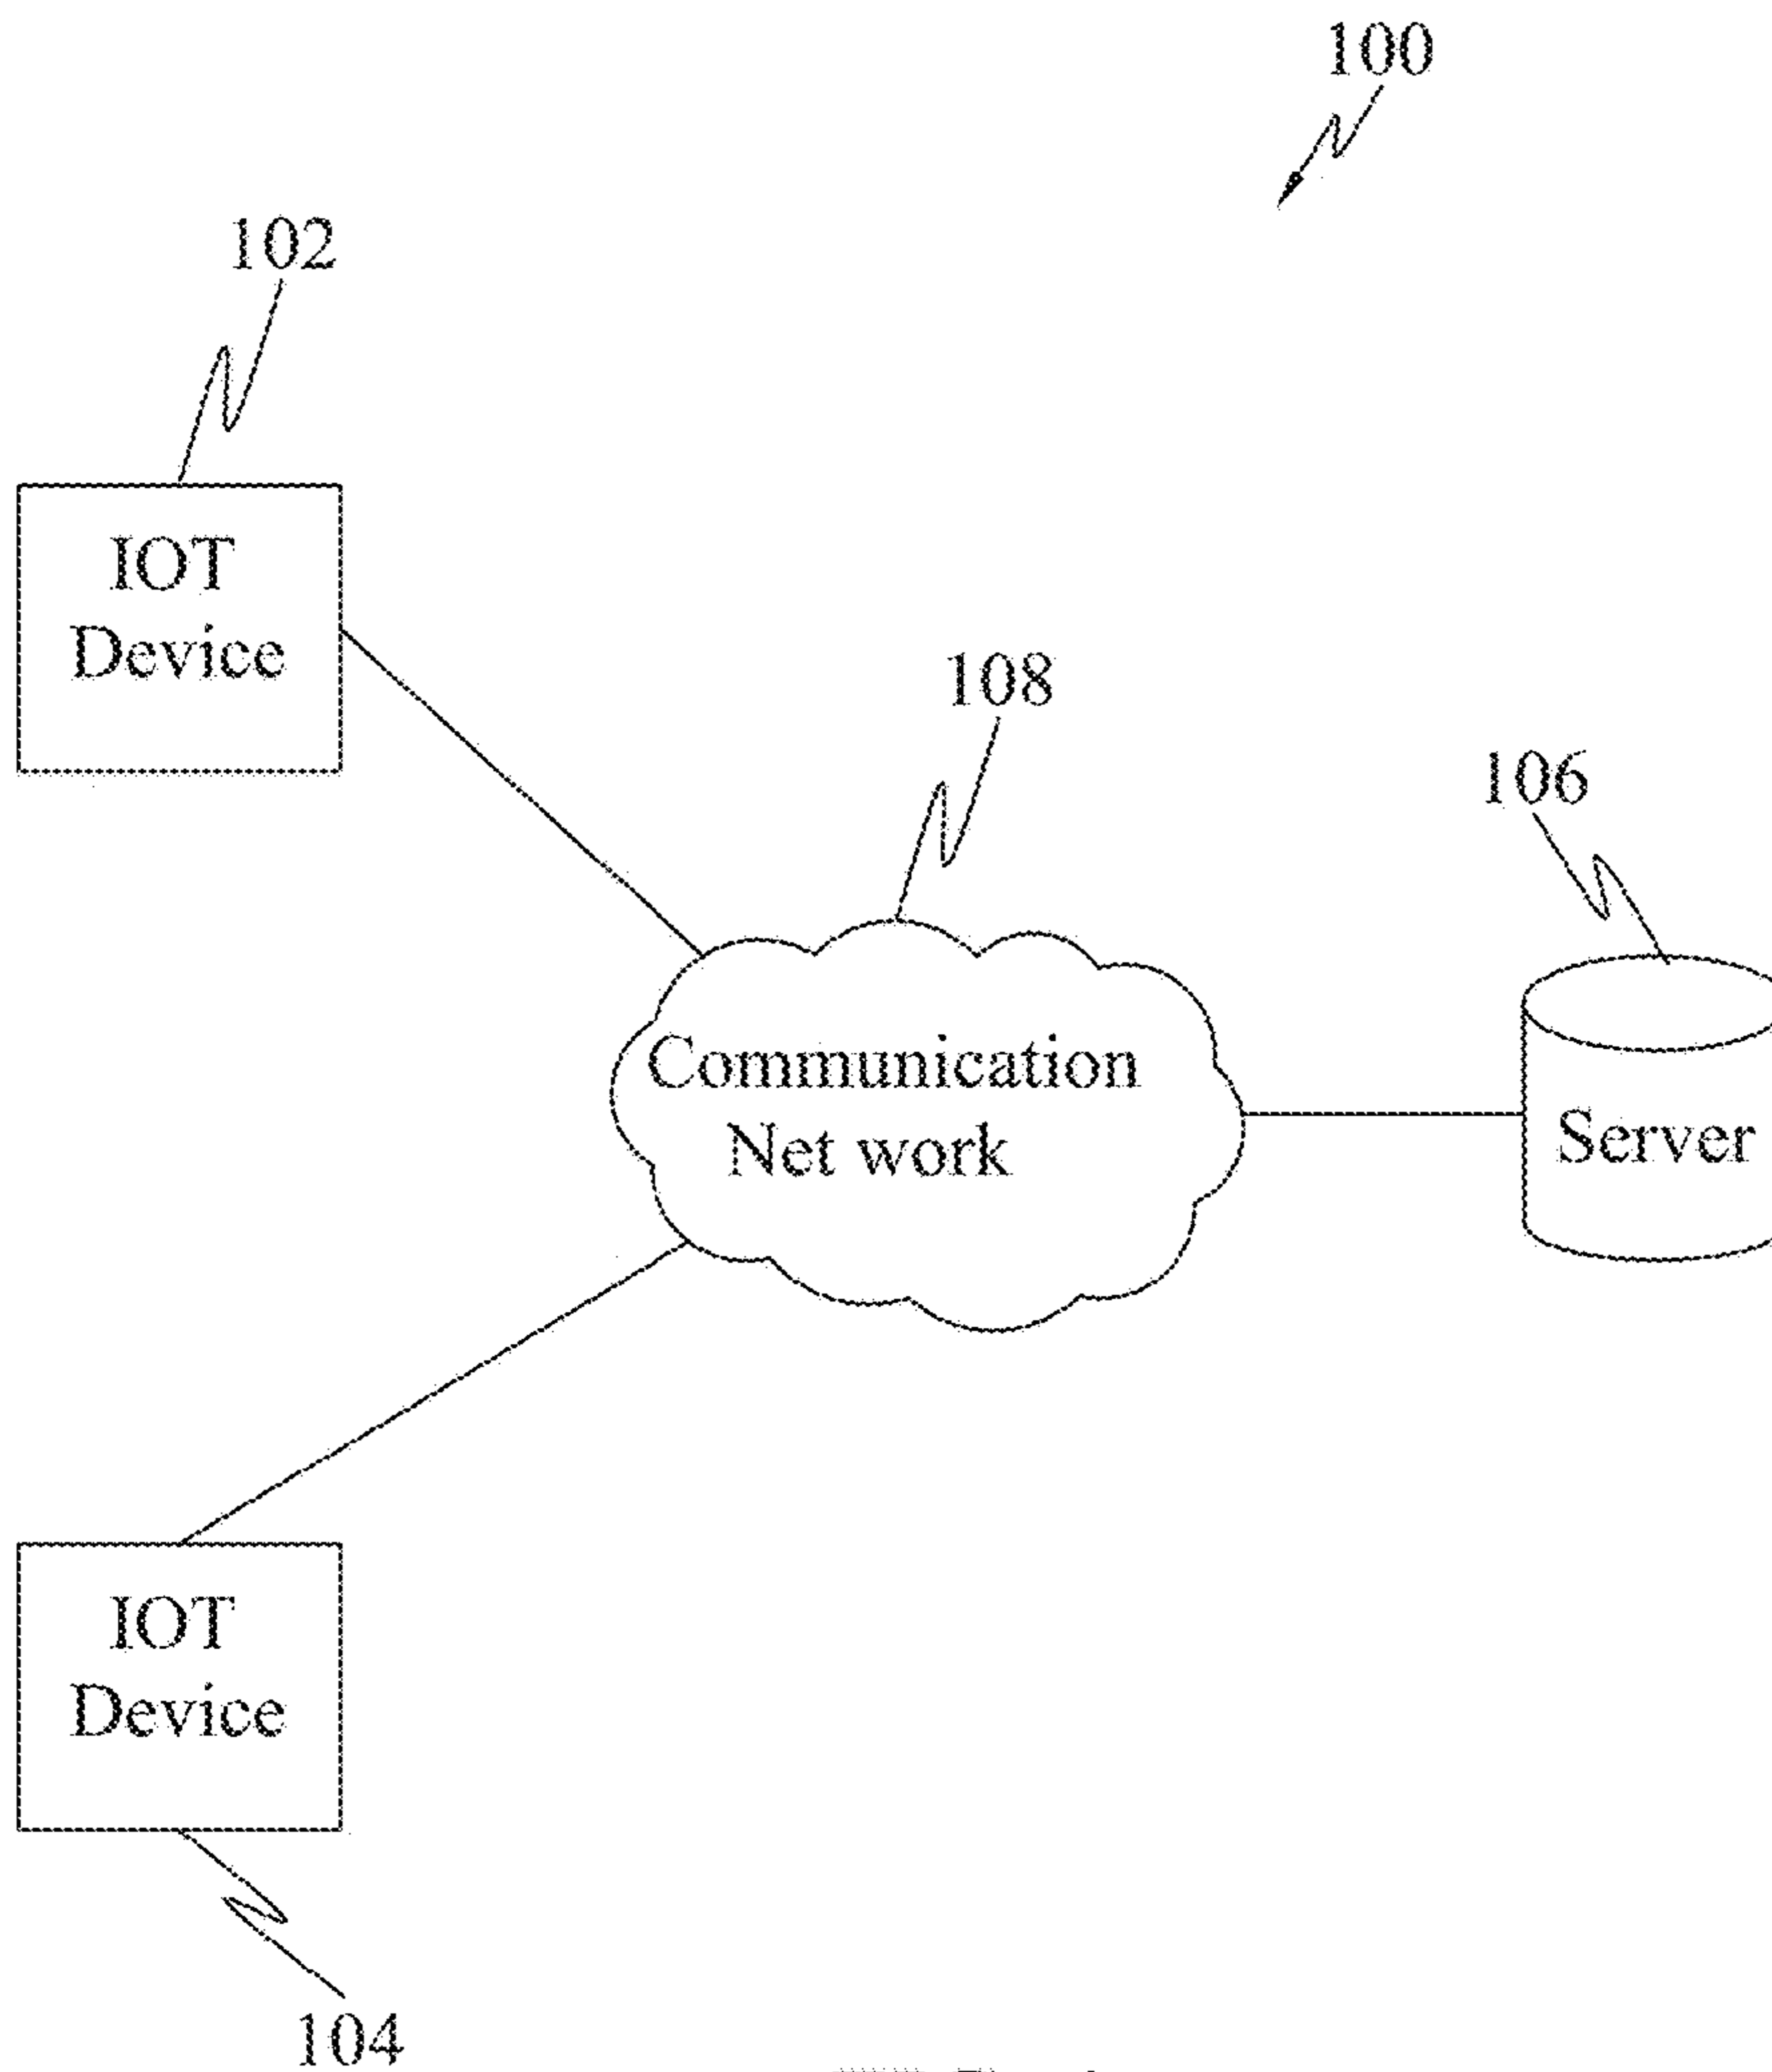 100
102
IOT
Device
108
106
Communication
Net work
Server
IOT
Device
104